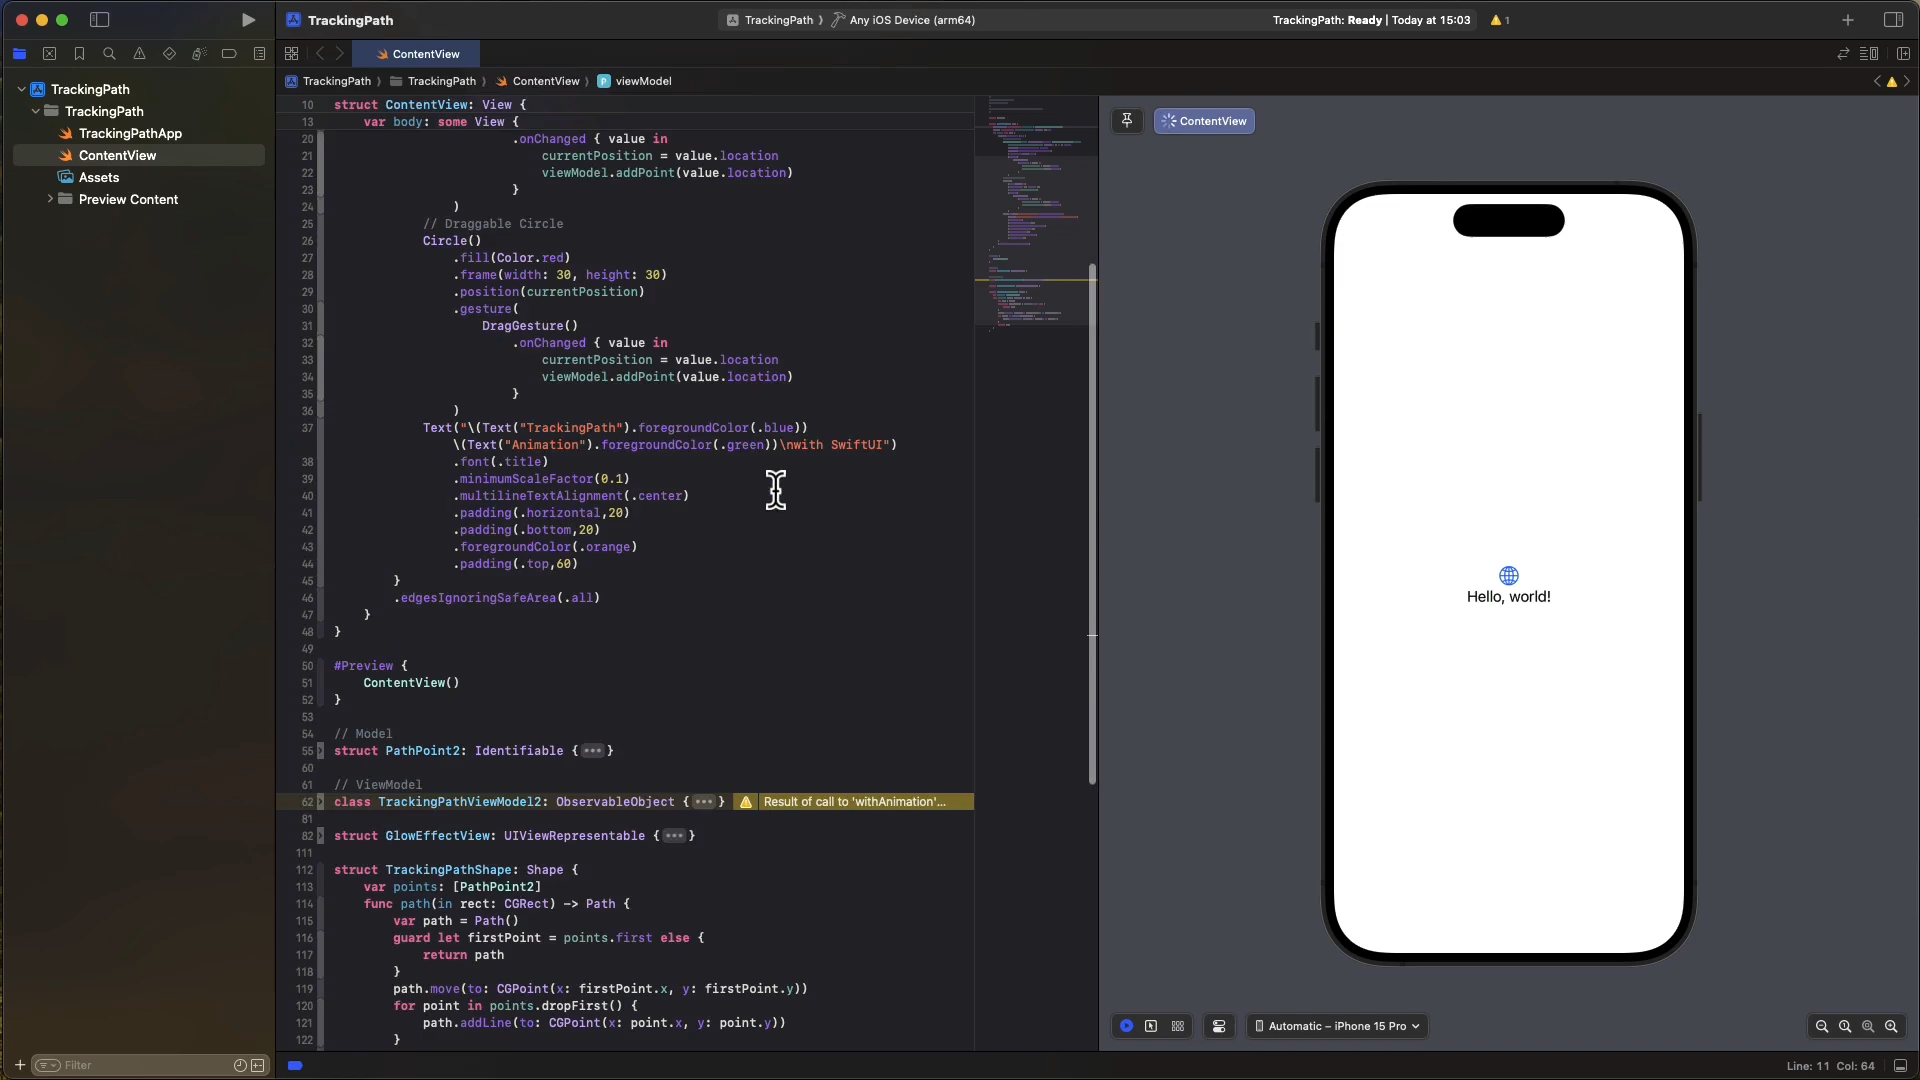 TrackingPath
TrackingPath
Any iOS Device (arm64)
TrackingPath: Ready | Today at 15:03
1
ContentView
TrackingPath
TrackingPath
ContentView
viewModel
TrackingPath
TrackingPath
TrackingPathApp
ContentView
Assets
Preview Content
10 struct ContentView: View {
13 var body: some View {
20 .onChanged { value in
21 currentPosition = value.location
22 viewModel.addPoint(value.location)
23 }
24 )
25 // Draggable Circle
26 Circle()
27 .fill(Color.red)
28 .frame(width: 30, height: 30)
29 .position(currentPosition)
30 .gesture(
31 DragGesture()
32 .onChanged { value in
33 currentPosition = value.location
34 viewModel.addPoint(value.location)
35 }
36 )
37 Text("\(Text("TrackingPath").foregroundColor(.blue))
\(Text("Animation").foregroundColor(.green))\nwith SwiftUI")
38 .font(.title)
39 .minimumScaleFactor(0.1)
40 .multilineTextAlignment(.center)
41 .padding(.horizontal,20)
42 .padding(.bottom,20)
43 .foregroundColor(.orange)
44 .padding(.top,60)
45 }
46 .edgesIgnoringSafeArea(.all)
47 }
48 }
49
50 #Preview {
51 ContentView()
52 }
53
54 // Model
55 struct PathPoint2: Identifiable {•••}
60
61 // ViewModel
62 class TrackingPathViewModel2: ObservableObject {•••} Result of call to 'withAnimation'...
81
82 struct GlowEffectView: UIViewRepresentable {•••}
111
112 struct TrackingPathShape: Shape {
113 var points: [PathPoint2]
114 func path(in rect: CGRect) -> Path {
115 var path = Path()
116 guard let firstPoint = points.first else {
117 return path
118 }
119 path.move(to: CGPoint(x: firstPoint.x, y: firstPoint.y))
120 for point in points.dropFirst() {
121 path.addLine(to: CGPoint(x: point.x, y: point.y))
122 }
ContentView
Hello, world!
Automatic – iPhone 15 Pro
Filter
Line: 11 Col: 64